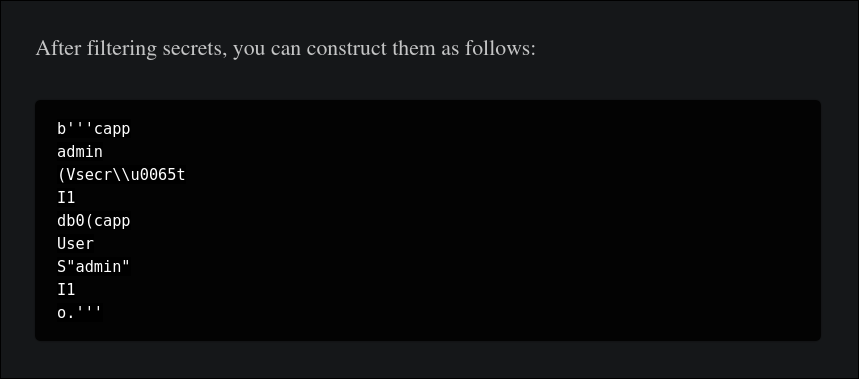 After filtering secrets, you can construct them as follows:
b'''capp
admin
(Vsecr\\u0065t
I1
db0(capp
User
S"admin"
I1
o.'''